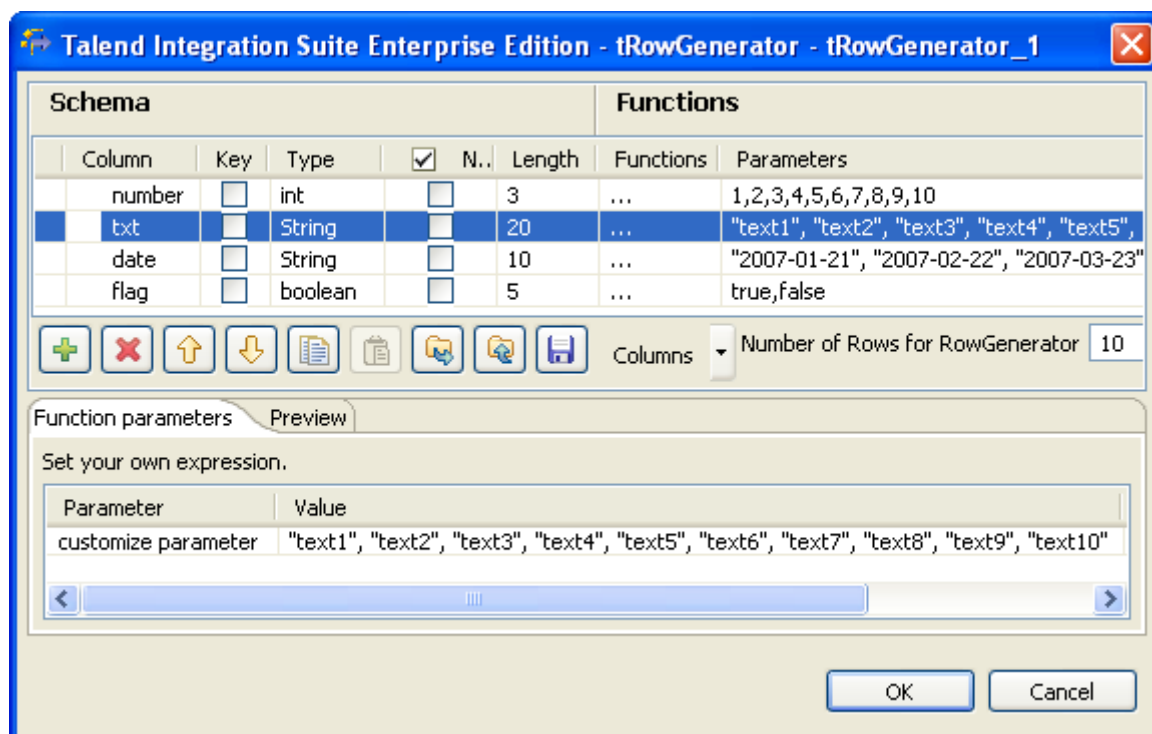 Talend Integration Suite Enterprise Edition - tRowGenerator - tRowGenerator_1
Schema Functions
Column Key Type N.. Length Functions Parameters
number int 3 ... 1,2,3,4,5,6,7,8,9,10
txt String 20 ... "text1", "text2", "text3", "text4", "text5",
date String 10 ... "2007-01-21", "2007-02-22", "2007-03-23"
flag boolean 5 ... true,false
Columns Number of Rows for RowGenerator 10
Function parameters Preview
Set your own expression.
Parameter Value
customize parameter "text1", "text2", "text3", "text4", "text5", "text6", "text7", "text8", "text9", "text10"
OK Cancel